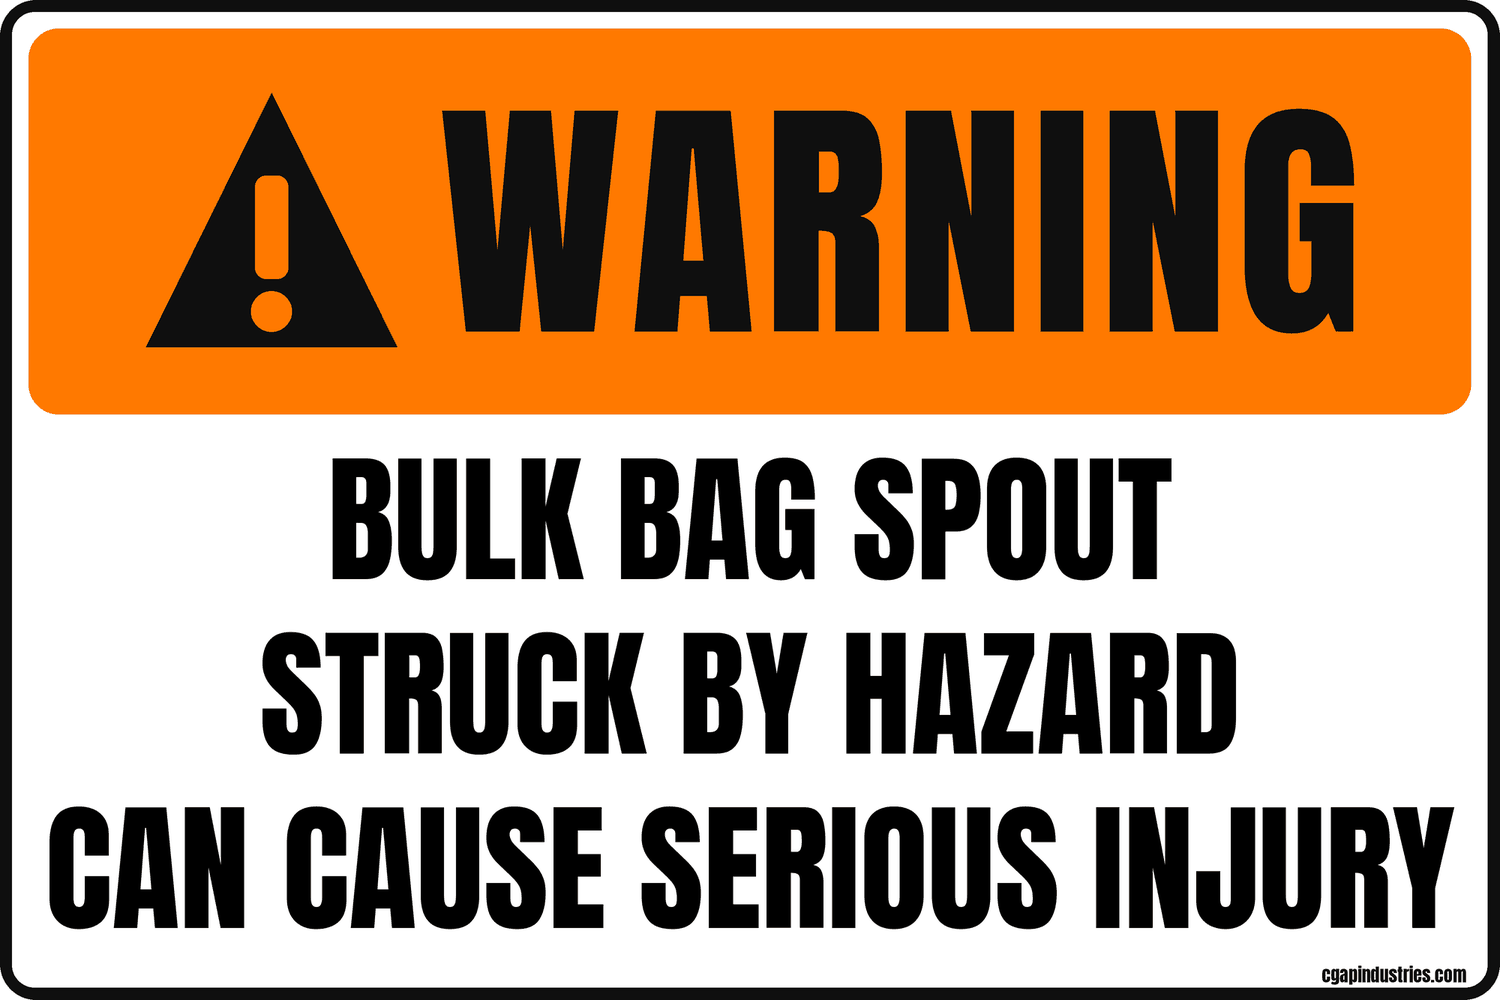 WARNING
BULK BAG SPOUT
STRUCK BY HAZARD
CAN CAUSE SERIOUS INJURY
cgapindustries.com